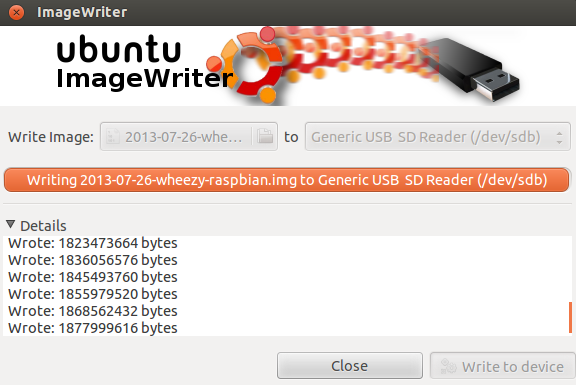 ImageWriter
ubuntu
ImageWriter
Write Image: 2013-07-26-whe... to Generic USB SD Reader (/dev/sdb)
Writing 2013-07-26-wheezy-raspbian.img to Generic USB SD Reader (/dev/sdb)
Details
Wrote: 1823473664 bytes
Wrote: 1836056576 bytes
Wrote: 1845493760 bytes
Wrote: 1855979520 bytes
Wrote: 1868562432 bytes
Wrote: 1877999616 bytes
Close Write to device